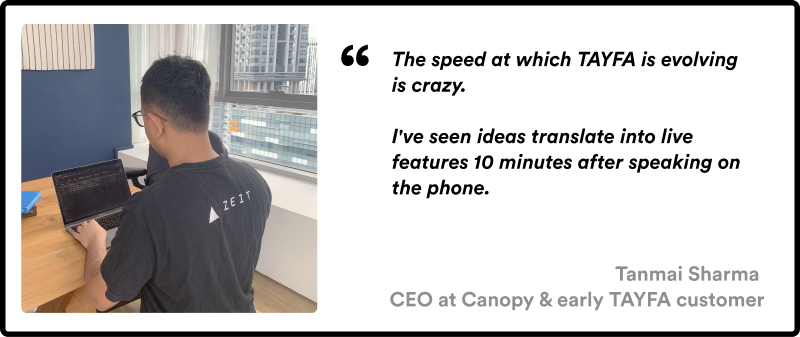 ZEIT
“
The speed at which TAYFA is evolving
is crazy.
I've seen ideas translate into live
features 10 minutes after speaking on
the phone.
Tanmai Sharma
CEO at Canopy & early TAYFA customer